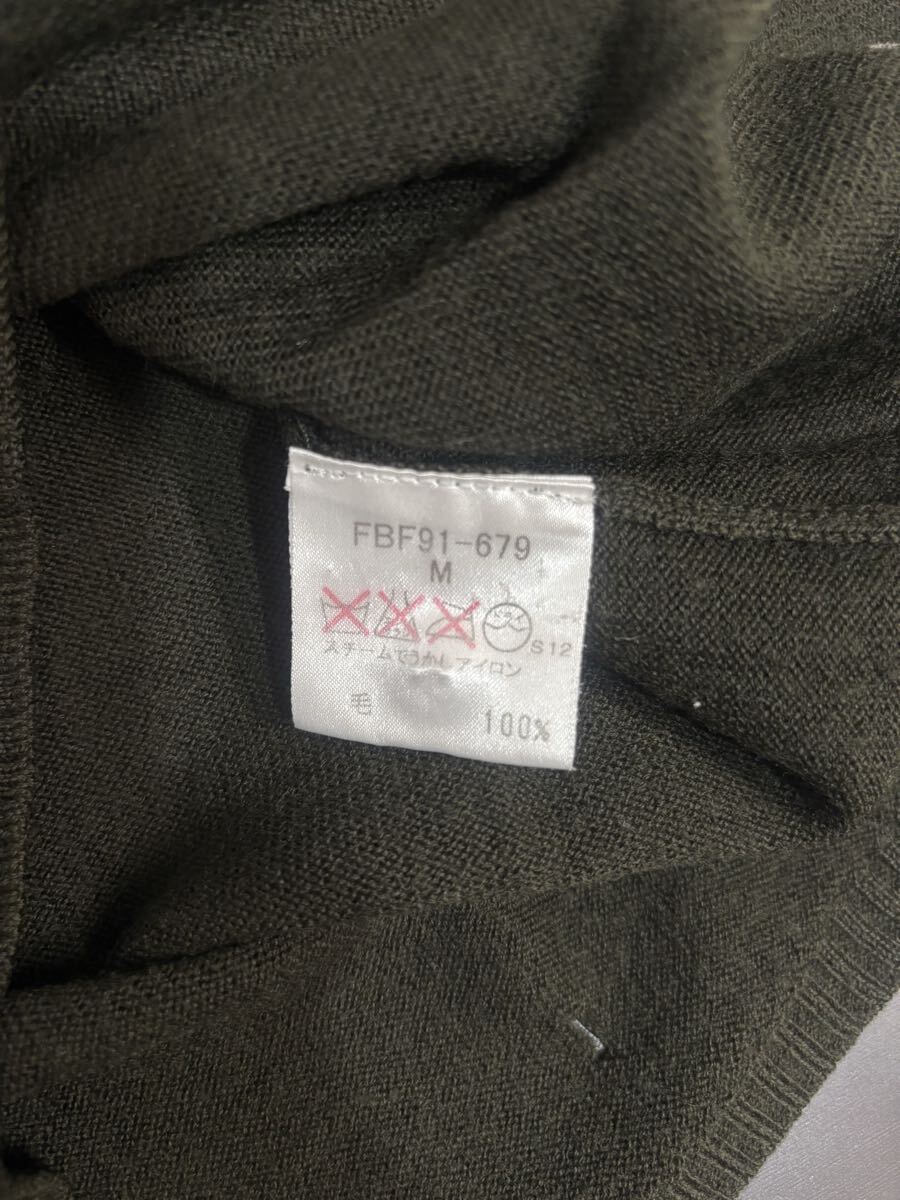 FBF91-679
M
S12
スチームでうかしアイロン
毛 100%